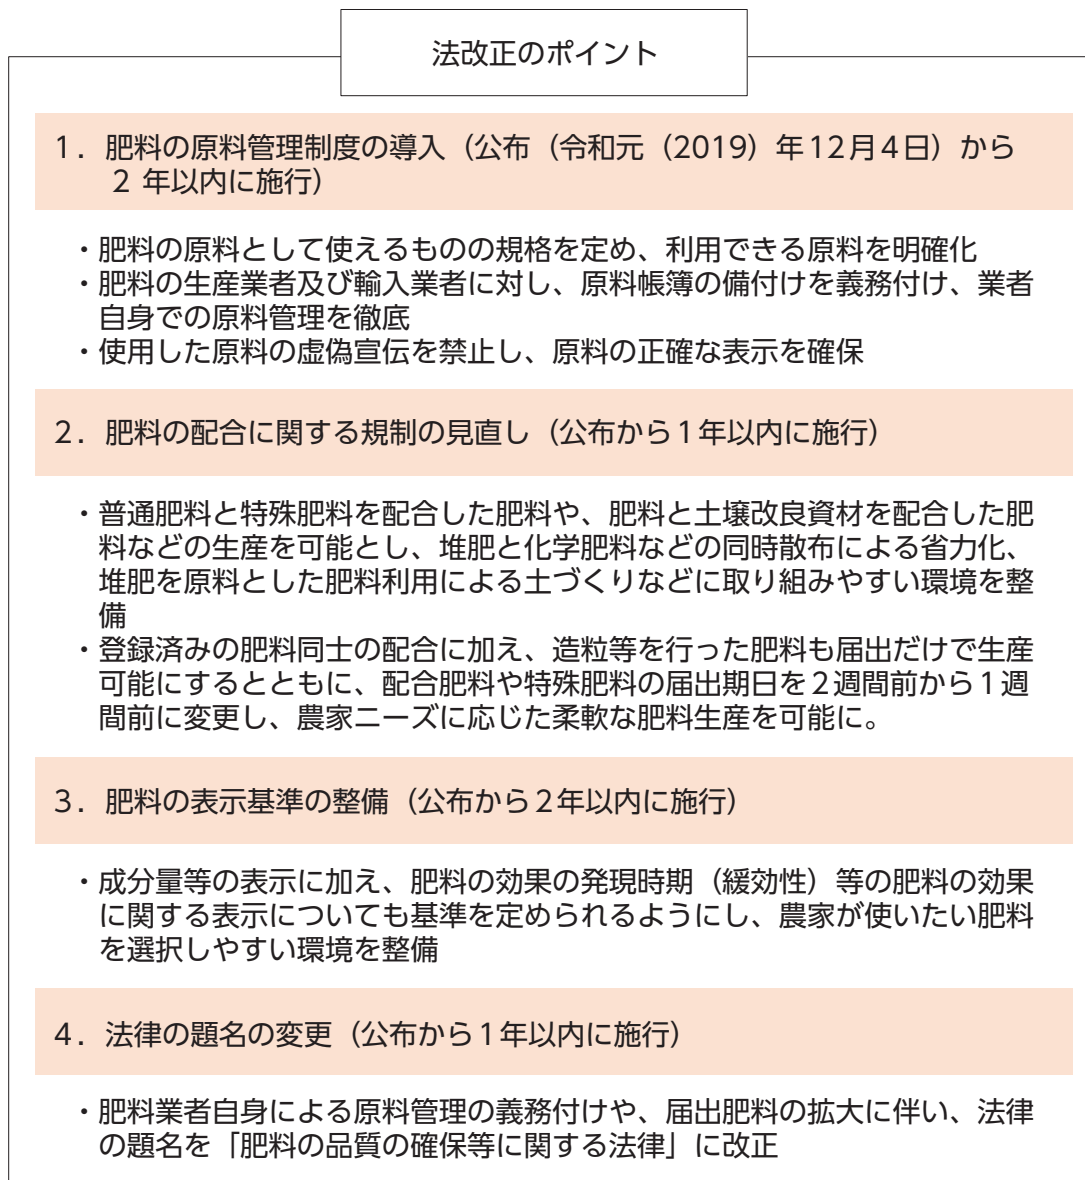 法改正のポイント
1．肥料の原料管理制度の導入（公布（令和元（2019）年12月4日）から
2 年以内に施行）
・肥料の原料として使えるものの規格を定め、利用できる原料を明確化
・肥料の生産業者及び輸入業者に対し、原料帳簿の備付けを義務付け、業者
自身での原料管理を徹底
・使用した原料の虚偽宣伝を禁止し、原料の正確な表示を確保
2．肥料の配合に関する規制の見直し（公布から1年以内に施行）
・普通肥料と特殊肥料を配合した肥料や、肥料と土壌改良資材を配合した肥
料などの生産を可能とし、堆肥と化学肥料などの同時散布による省力化、
堆肥を原料とした肥料利用による土づくりなどに取り組みやすい環境を整
備
・登録済みの肥料同士の配合に加え、造粒等を行った肥料も届出だけで生産
可能にするとともに、配合肥料や特殊肥料の届出期日を2週間前から1週
間前に変更し、農家ニーズに応じた柔軟な肥料生産を可能に。
3．肥料の表示基準の整備（公布から2年以内に施行）
・成分量等の表示に加え、肥料の効果の発現時期（緩効性）等の肥料の効果
に関する表示についても基準を定められるようにし、農家が使いたい肥料
を選択しやすい環境を整備
4．法律の題名の変更（公布から1年以内に施行）
・肥料業者自身による原料管理の義務付けや、届出肥料の拡大に伴い、法律
の題名を「肥料の品質の確保等に関する法律」に改正